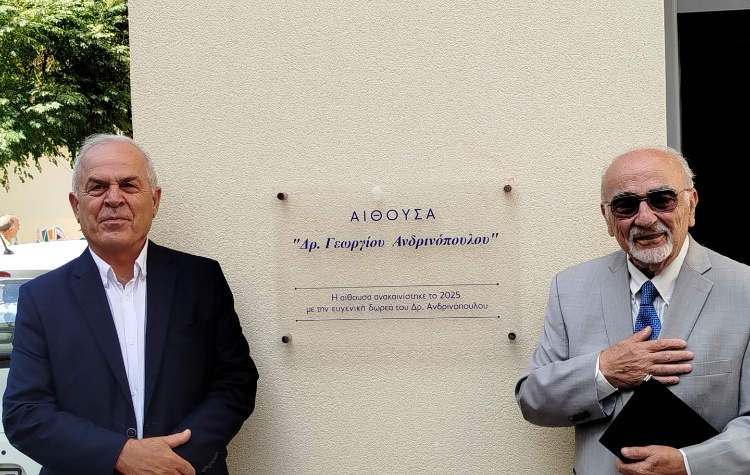 ΑΙΘΟΥΣΑ
"Δρ. Γεωργίου Ανδρινόπουλου"
Η αίθουσα ανακαινίστηκε το 2025
με την ευγενική δωρεά του Δρ. Ανδρινόπουλου